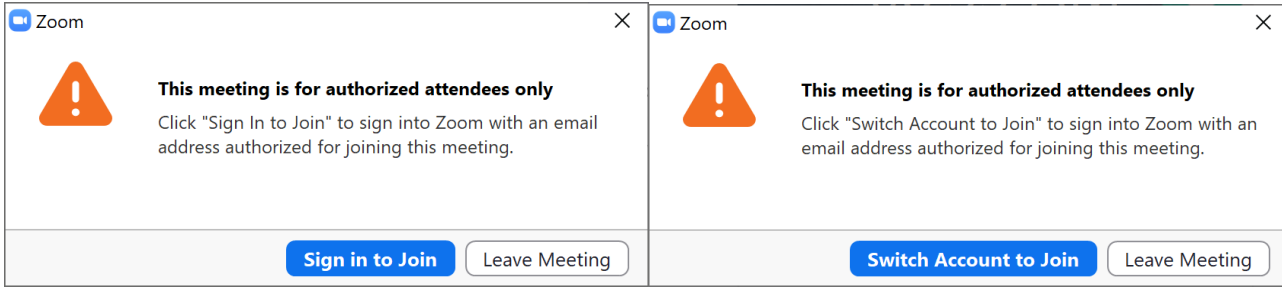 Zoom
This meeting is for authorized attendees only
Click "Sign In to Join" to sign into Zoom with an email
address authorized for joining this meeting.
Sign in to Join
Leave Meeting
Zoom
This meeting is for authorized attendees only
Click "Switch Account to Join" to sign into Zoom with an
email address authorized for joining this meeting.
Switch Account to Join
Leave Meeting